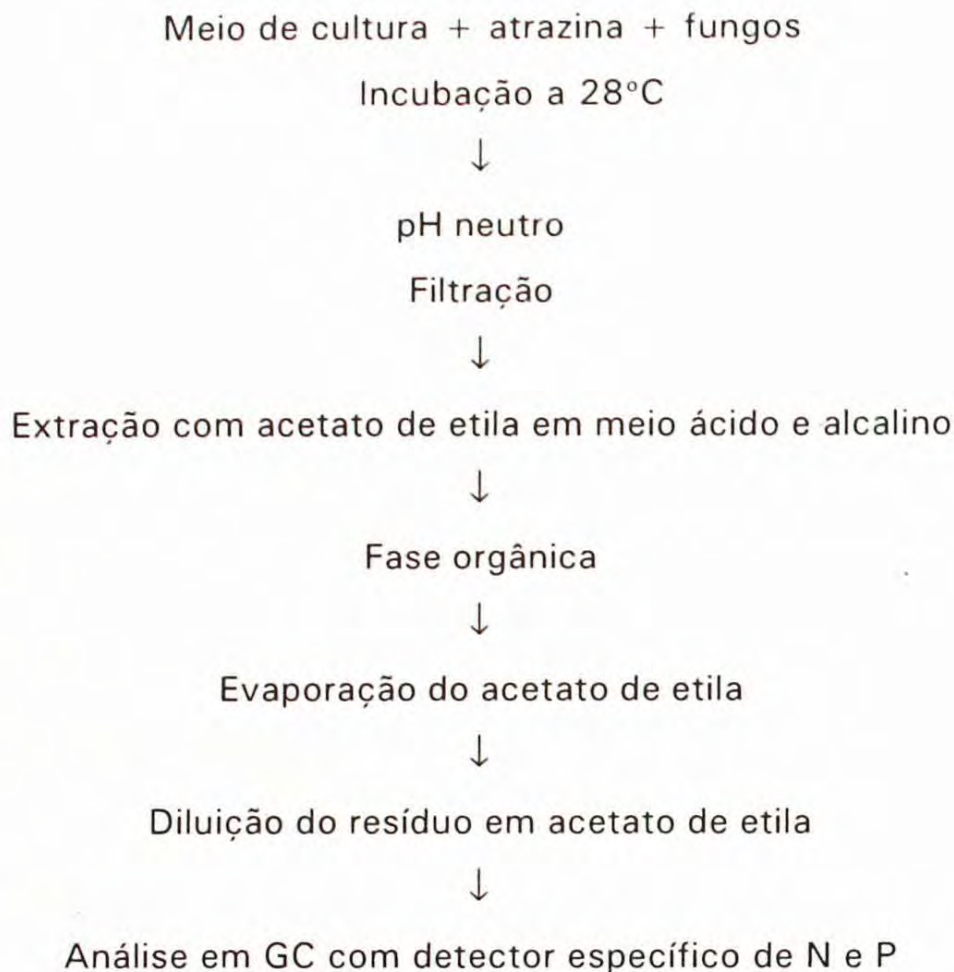 Meio de cultura + atrazina + fungos
Incubação a 28°C
↓
pH neutro
Filtração
↓
Extração com acetato de etila em meio ácido e alcalino
↓
Fase orgânica
↓
Evaporação do acetato de etila
↓
Diluição do resíduo em acetato de etila
↓
Análise em GC com detector específico de N e P